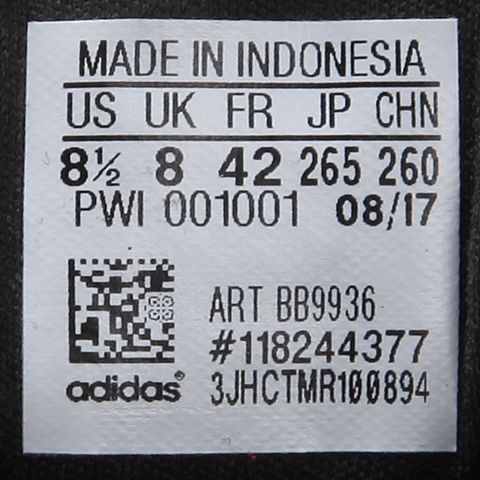 MADE IN INDONESIA
US UK FR JP CHN
8½ 8 42 265 260
PWI 001001 08/17
ART BB9936
#118244377
adidas® 3JHCTMR100894